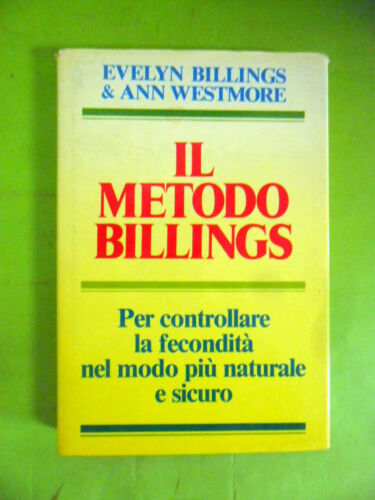 EVELYN BILLINGS
& ANN WESTMORE
IL
METODO
BILLINGS
Per controllare
la fecondità
nel modo più naturale
e sicuro